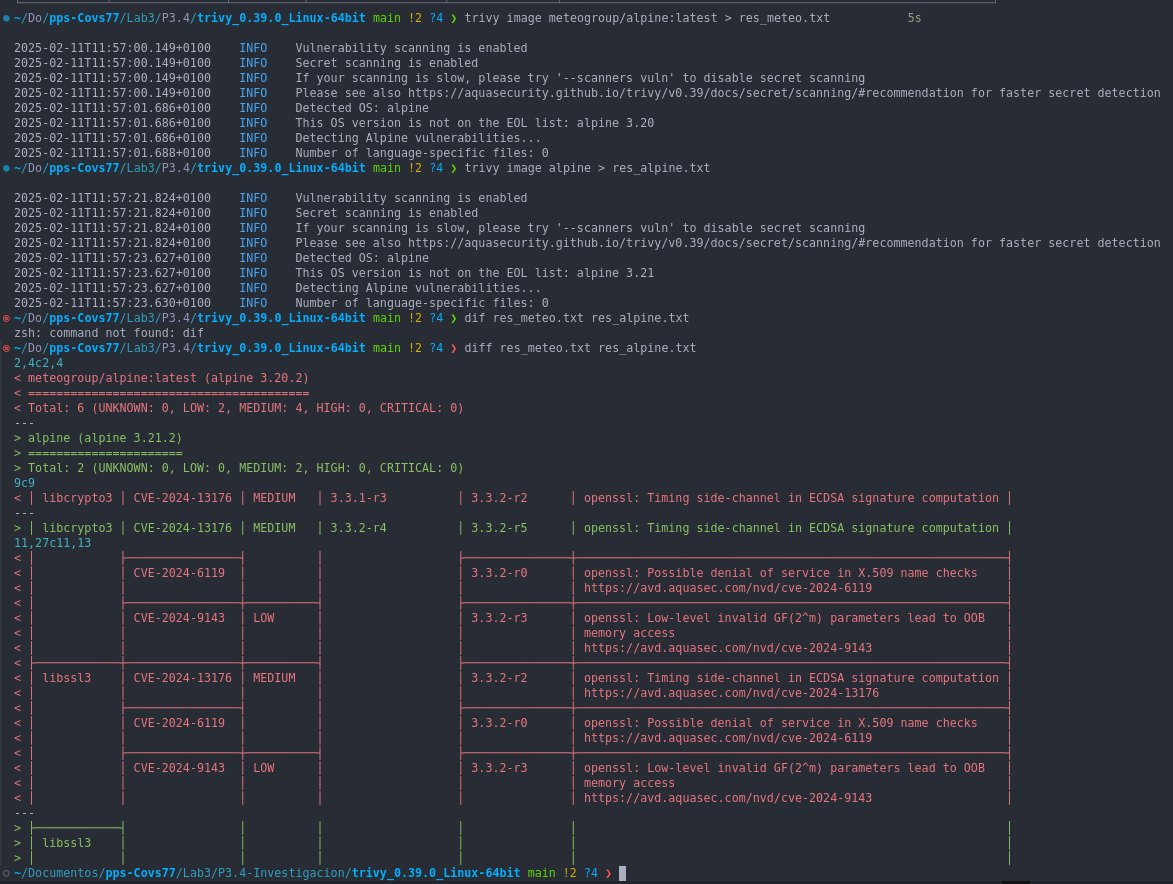 ~/Do/pps-Covs77/Lab3/P3.4/trivy_0.39.0_Linux-64bit main !2 ?4 ❯ trivy image meteogroup/alpine:latest > res_meteo.txt 5s
2025-02-11T11:57:00.149+0100 INFO Vulnerability scanning is enabled
2025-02-11T11:57:00.149+0100 INFO Secret scanning is enabled
2025-02-11T11:57:00.149+0100 INFO If your scanning is slow, please try '--scanners vuln' to disable secret scanning
2025-02-11T11:57:00.149+0100 INFO Please see also https://aquasecurity.github.io/trivy/v0.39/docs/secret/scanning/#recommendation for faster secret detection
2025-02-11T11:57:01.686+0100 INFO Detected OS: alpine
2025-02-11T11:57:01.686+0100 INFO This OS version is not on the EOL list: alpine 3.20
2025-02-11T11:57:01.686+0100 INFO Detecting Alpine vulnerabilities...
2025-02-11T11:57:01.688+0100 INFO Number of language-specific files: 0
~/Do/pps-Covs77/Lab3/P3.4/trivy_0.39.0_Linux-64bit main !2 ?4 ❯ trivy image alpine > res_alpine.txt
2025-02-11T11:57:21.824+0100 INFO Vulnerability scanning is enabled
2025-02-11T11:57:21.824+0100 INFO Secret scanning is enabled
2025-02-11T11:57:21.824+0100 INFO If your scanning is slow, please try '--scanners vuln' to disable secret scanning
2025-02-11T11:57:21.824+0100 INFO Please see also https://aquasecurity.github.io/trivy/v0.39/docs/secret/scanning/#recommendation for faster secret detection
2025-02-11T11:57:23.627+0100 INFO Detected OS: alpine
2025-02-11T11:57:23.627+0100 INFO This OS version is not on the EOL list: alpine 3.21
2025-02-11T11:57:23.627+0100 INFO Detecting Alpine vulnerabilities...
2025-02-11T11:57:23.630+0100 INFO Number of language-specific files: 0
~/Do/pps-Covs77/Lab3/P3.4/trivy_0.39.0_Linux-64bit main !2 ?4 ❯ dif res_meteo.txt res_alpine.txt
zsh: command not found: dif
~/Do/pps-Covs77/Lab3/P3.4/trivy_0.39.0_Linux-64bit main !2 ?4 ❯ diff res_meteo.txt res_alpine.txt
2,4c2,4
< meteogroup/alpine:latest (alpine 3.20.2)
< ========================================
< Total: 6 (UNKNOWN: 0, LOW: 2, MEDIUM: 4, HIGH: 0, CRITICAL: 0)
---
> alpine (alpine 3.21.2)
> ======================
> Total: 2 (UNKNOWN: 0, LOW: 0, MEDIUM: 2, HIGH: 0, CRITICAL: 0)
9c9
< │ libcrypto3 │ CVE-2024-13176 │ MEDIUM │ 3.3.1-r3 │ 3.3.2-r2 │ openssl: Timing side-channel in ECDSA signature computation │
---
> │ libcrypto3 │ CVE-2024-13176 │ MEDIUM │ 3.3.2-r4 │ 3.3.2-r5 │ openssl: Timing side-channel in ECDSA signature computation │
11,27c11,13
<
< │ │ CVE-2024-6119 │ │ │ 3.3.2-r0 │ openssl: Possible denial of service in X.509 name checks │
< │ │ │ │ │ │ https://avd.aquasec.com/nvd/cve-2024-6119 │
<
< │ │ CVE-2024-9143 │ LOW │ │ 3.3.2-r3 │ openssl: Low-level invalid GF(2^m) parameters lead to OOB │
< │ │ │ │ │ │ memory access │
< │ │ │ │ │ │ https://avd.aquasec.com/nvd/cve-2024-9143 │
<
< │ libssl3 │ CVE-2024-13176 │ MEDIUM │ │ 3.3.2-r2 │ openssl: Timing side-channel in ECDSA signature computation │
< │ │ │ │ │ │ https://avd.aquasec.com/nvd/cve-2024-13176 │
<
< │ │ CVE-2024-6119 │ │ │ 3.3.2-r0 │ openssl: Possible denial of service in X.509 name checks │
< │ │ │ │ │ │ https://avd.aquasec.com/nvd/cve-2024-6119 │
<
< │ │ CVE-2024-9143 │ LOW │ │ 3.3.2-r3 │ openssl: Low-level invalid GF(2^m) parameters lead to OOB │
< │ │ │ │ │ │ memory access │
< │ │ │ │ │ │ https://avd.aquasec.com/nvd/cve-2024-9143 │
---
>
> │ libssl3 │ │ │ │ │ │
> │ │ │ │ │ │ │
~/Documentos/pps-Covs77/Lab3/P3.4-Investigacion/trivy_0.39.0_Linux-64bit main !2 ?4 ❯